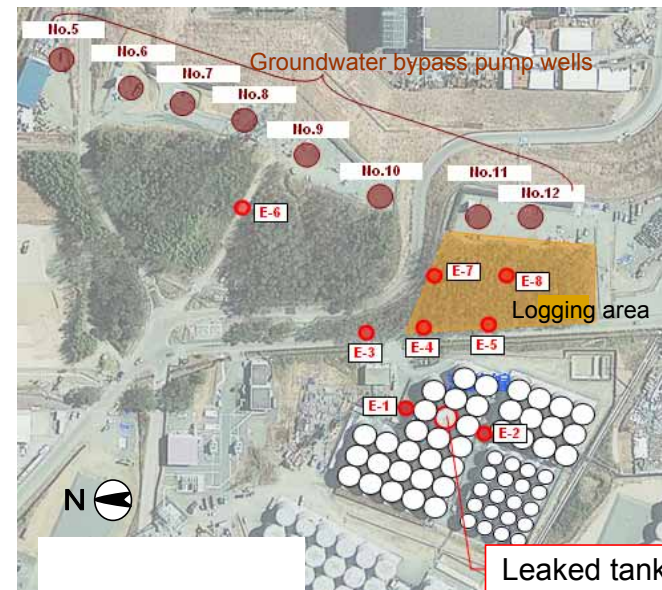 No.5
No.6
No.7
Groundwater bypass pump wells
No.8
No.9
No.10
No.11
No.12
E-6
E-7
E-8
Logging area
E-3
E-4
E-5
E-1
E-2
N
Leaked tank